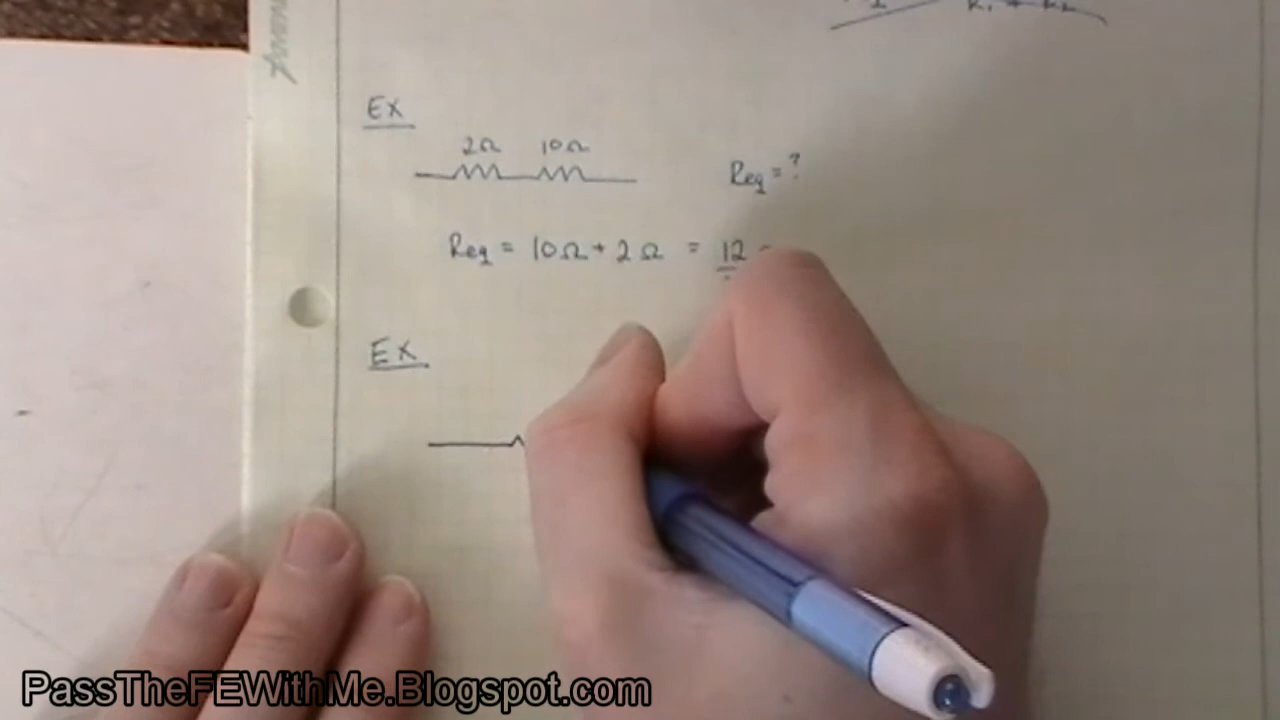 EX
2Ω 10Ω
Req = ?
Req = 10Ω + 2Ω = 12
EX
PassTheFEWithMe.Blogspot.com